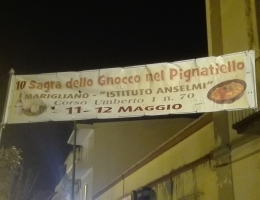 10 Sagra dello Gnocco nel Pignatiello
MARIGLIANO - "ISTITUTO ANSELMI"
Corso Umberto I n. 70
11 - 12 MAGGIO